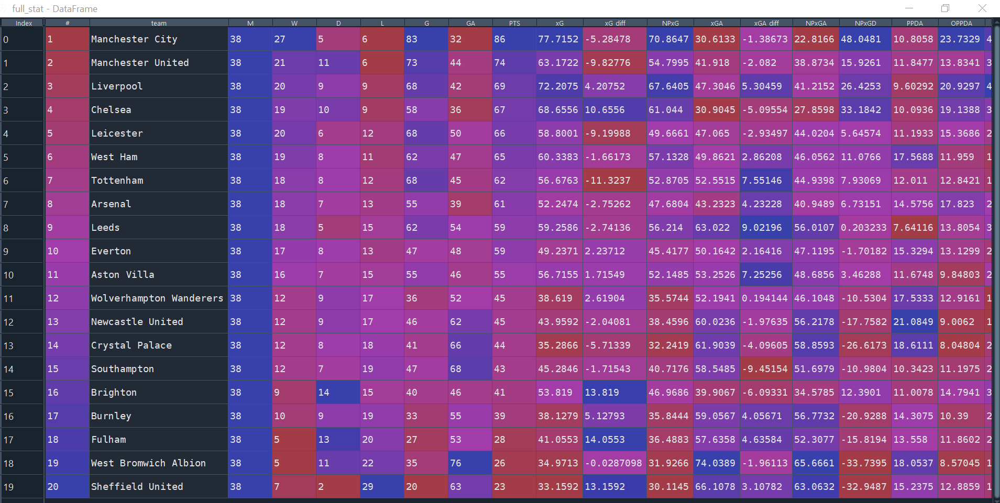 full_stat - DataFrame
Index # team M W D L G GA PTS xG xG diff NPxG xGA xGA diff NPxGA NPxGD PPDA OPPDA
0 1 Manchester City 38 27 5 6 83 32 86 77.7152 -5.28478 70.8647 30.6133 -1.38673 22.8166 48.0481 10.8058 23.7329 4
1 2 Manchester United 38 21 11 6 73 44 74 63.1722 -9.82776 54.7995 41.918 -2.082 38.8734 15.9261 11.8477 13.8341 3
2 3 Liverpool 38 20 9 9 68 42 69 72.2075 4.20752 67.6405 47.3046 5.30459 41.2152 26.4253 9.60292 20.9297 4
3 4 Chelsea 38 19 10 9 58 36 67 68.6556 10.6556 61.044 30.9045 -5.09554 27.8598 33.1842 10.0936 19.1388 3
4 5 Leicester 38 20 6 12 68 50 66 58.8001 -9.19988 49.6661 47.065 -2.93497 44.0204 5.64574 11.1933 15.3686 2
5 6 West Ham 38 19 8 11 62 47 65 60.3383 -1.66173 57.1328 49.8621 2.86208 46.0562 11.0766 17.5688 11.959 1
6 7 Tottenham 38 18 8 12 68 45 62 56.6763 -11.3237 52.8705 52.5515 7.55146 44.9398 7.93069 12.011 12.8421 1
7 8 Arsenal 38 18 7 13 55 39 61 52.2474 -2.75262 47.6804 43.2323 4.23228 40.9489 6.73151 14.5756 17.823 2
8 9 Leeds 38 18 5 15 62 54 59 59.2586 -2.74136 56.214 63.022 9.02196 56.0107 0.203233 7.64116 13.8054 3
9 10 Everton 38 17 8 13 47 48 59 49.2371 2.23712 45.4177 50.1642 2.16416 47.1195 -1.70182 15.3294 13.1299 2
10 11 Aston Villa 38 16 7 15 55 46 55 56.7155 1.71549 52.1485 53.2526 7.25256 48.6856 3.46288 11.6748 9.84803 2
11 12 Wolverhampton Wanderers 38 12 9 17 36 52 45 38.619 2.61904 35.5744 52.1941 0.194144 46.1048 -10.5304 17.5333 12.9161 1
12 13 Newcastle United 38 12 9 17 46 62 45 43.9592 -2.04081 38.4596 60.0236 -1.97635 56.2178 -17.7582 21.0849 9.0062 1
13 14 Crystal Palace 38 12 8 18 41 66 44 35.2866 -5.71339 32.2419 61.9039 -4.09605 58.8593 -26.6173 18.6111 8.04804 2
14 15 Southampton 38 12 7 19 47 68 43 45.2846 -1.71543 40.7176 58.5485 -9.45154 51.6979 -10.9804 10.3423 11.1975 2
15 16 Brighton 38 9 14 15 40 46 41 53.819 13.819 46.9686 39.9067 -6.09331 34.5785 12.3901 11.0078 14.7941 3
16 17 Burnley 38 10 9 19 33 55 39 38.1279 5.12793 35.8444 59.0567 4.05671 56.7732 -20.9288 14.3075 10.39 2
17 18 Fulham 38 5 13 20 27 53 28 41.0553 14.0553 36.4883 57.6358 4.63584 52.3077 -15.8194 13.558 11.8602 2
18 19 West Bromwich Albion 38 5 11 22 35 76 26 34.9713 -0.0287098 31.9266 74.0389 -1.96113 65.6661 -33.7395 18.0537 8.57045 1
19 20 Sheffield United 38 7 2 29 20 63 23 33.1592 13.1592 30.1145 66.1078 3.10782 63.0632 -32.9487 15.2375 12.8859 1